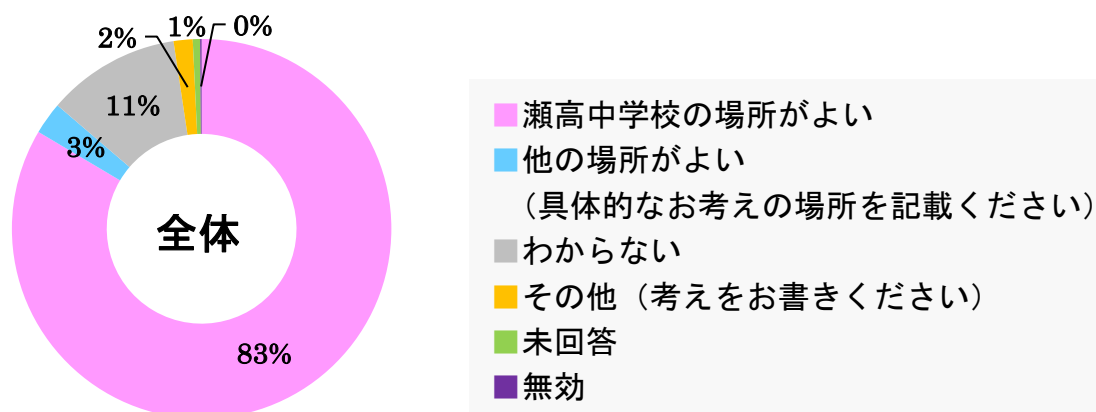 2%
1%
0%
11%
3%
全体
83%
瀬高中学校の場所がよい
他の場所がよい
（具体的なお考えの場所を記載ください）
わからない
その他（考えをお書きください）
未回答
無効